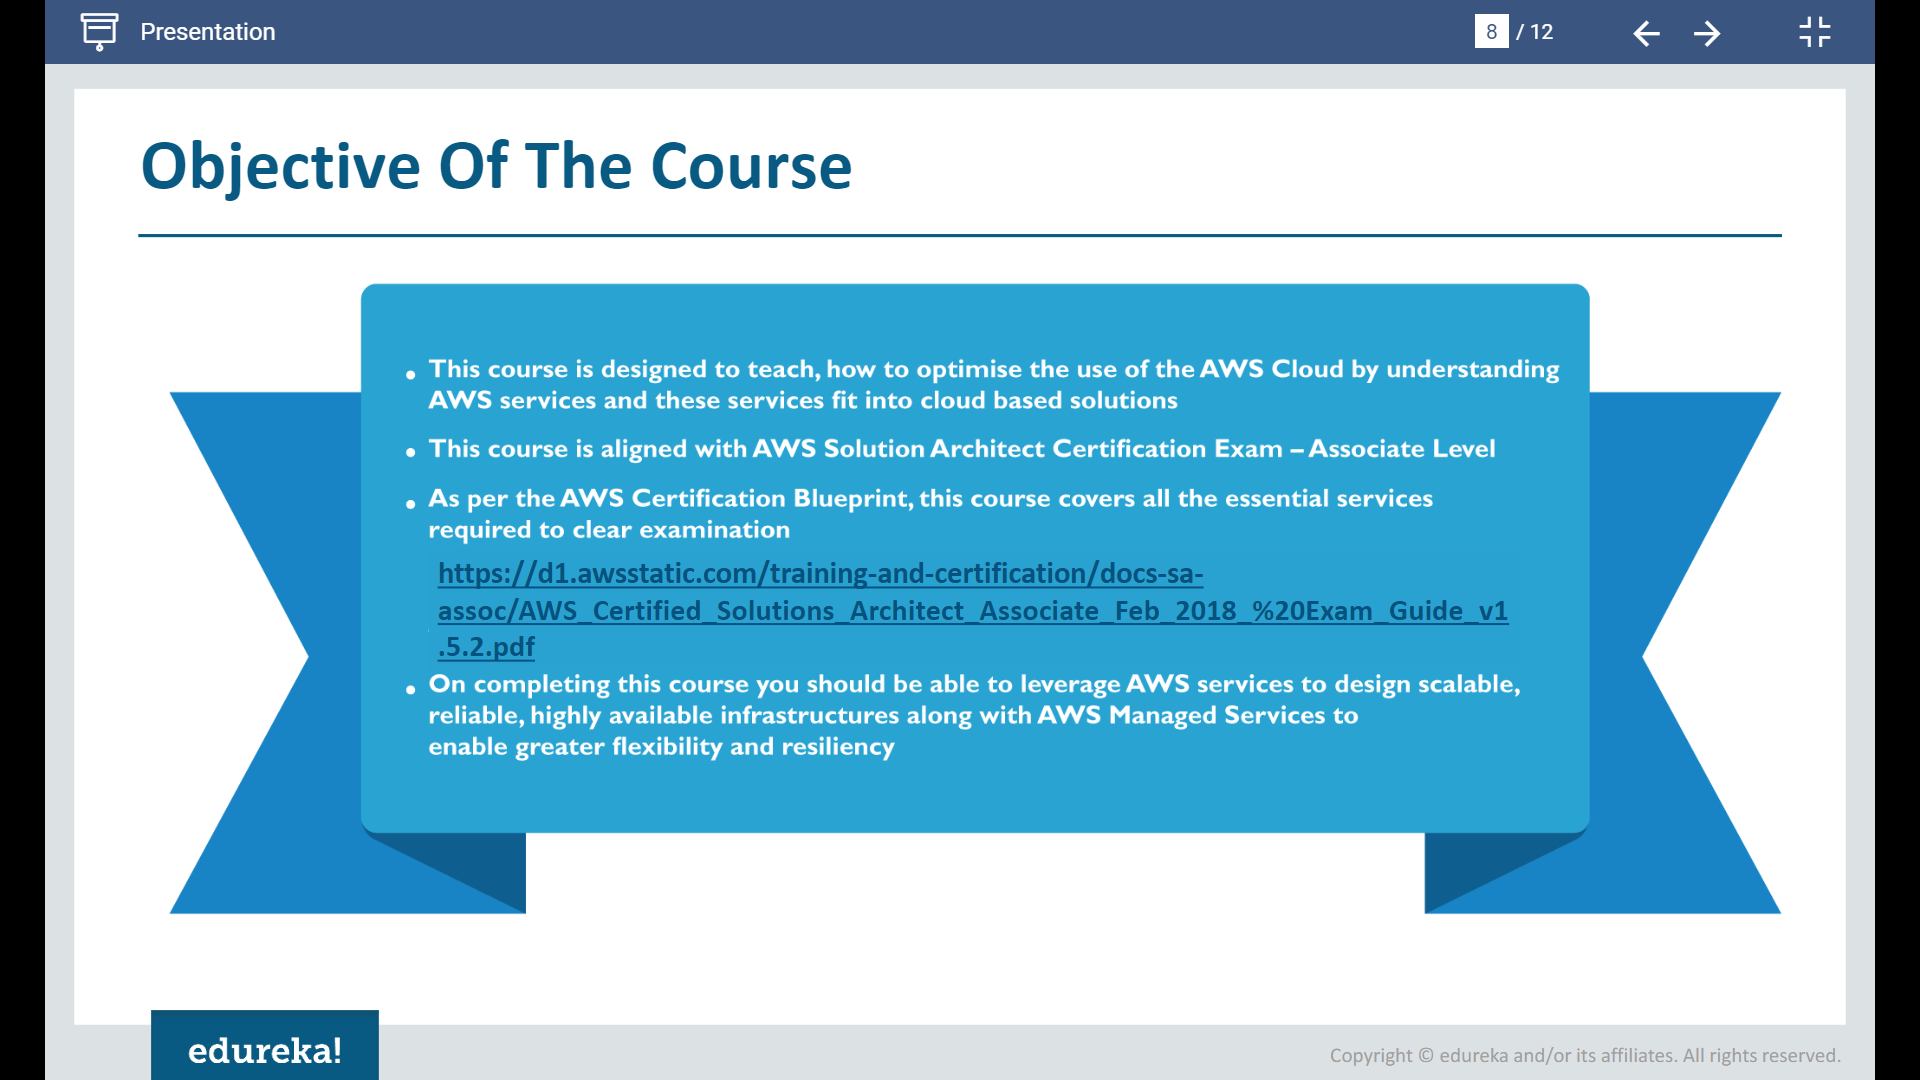 Presentation
8 / 12
Objective Of The Course
• This course is designed to teach, how to optimise the use of the AWS Cloud by understanding
AWS services and these services fit into cloud based solutions
• This course is aligned with AWS Solution Architect Certification Exam – Associate Level
• As per the AWS Certification Blueprint, this course covers all the essential services
required to clear examination
https://d1.awsstatic.com/training-and-certification/docs-sa-
assoc/AWS_Certified_Solutions_Architect_Associate_Feb_2018_%20Exam_Guide_v1
.5.2.pdf
• On completing this course you should be able to leverage AWS services to design scalable,
reliable, highly available infrastructures along with AWS Managed Services to
enable greater flexibility and resiliency
edureka!
Copyright © edureka and/or its affiliates. All rights reserved.